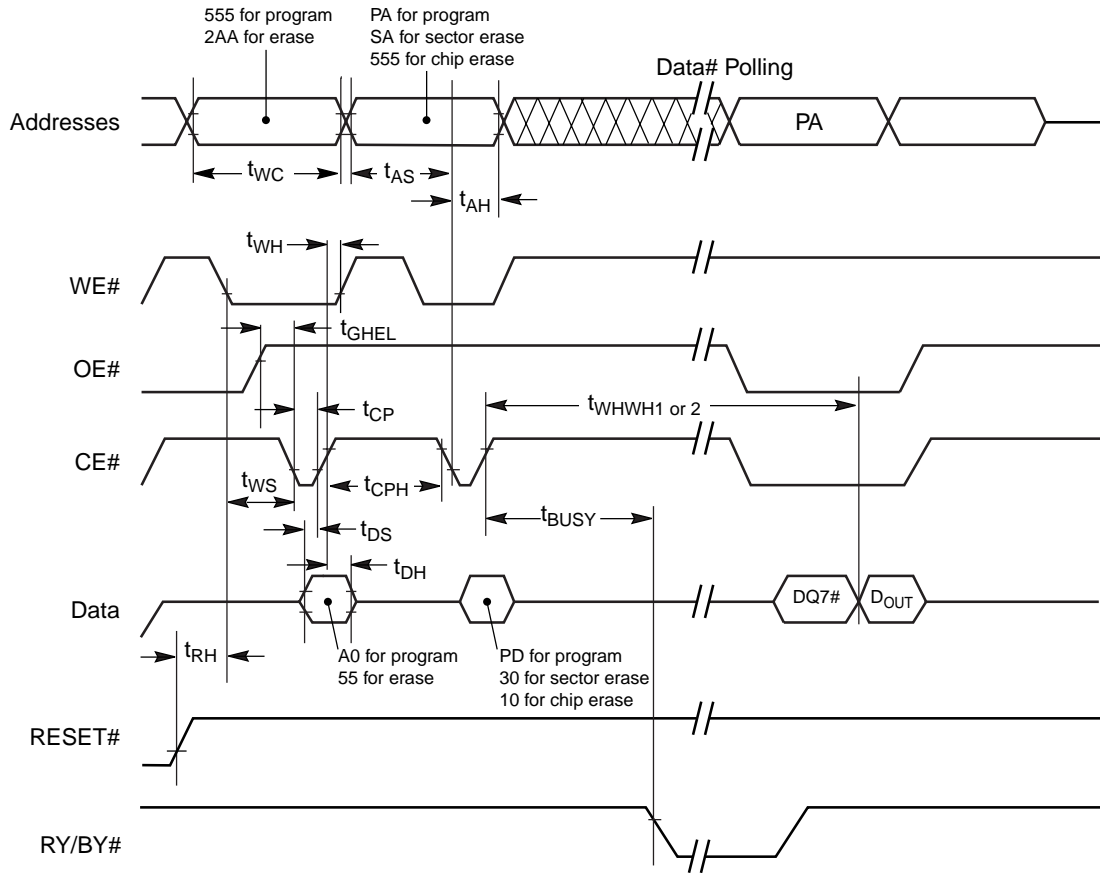 555 for program
2AA for erase
PA for program
SA for sector erase
555 for chip erase
Data# Polling
Addresses
PA
tWC
tAS
tAH
tWH
WE#
tGHEL
OE#
tWHWH1 or 2
tCP
CE#
tWS
tCPH
tBUSY
tDS
tDH
Data
DQ7#
DOUT
tRH
A0 for program
55 for erase
PD for program
30 for sector erase
10 for chip erase
RESET#
RY/BY#